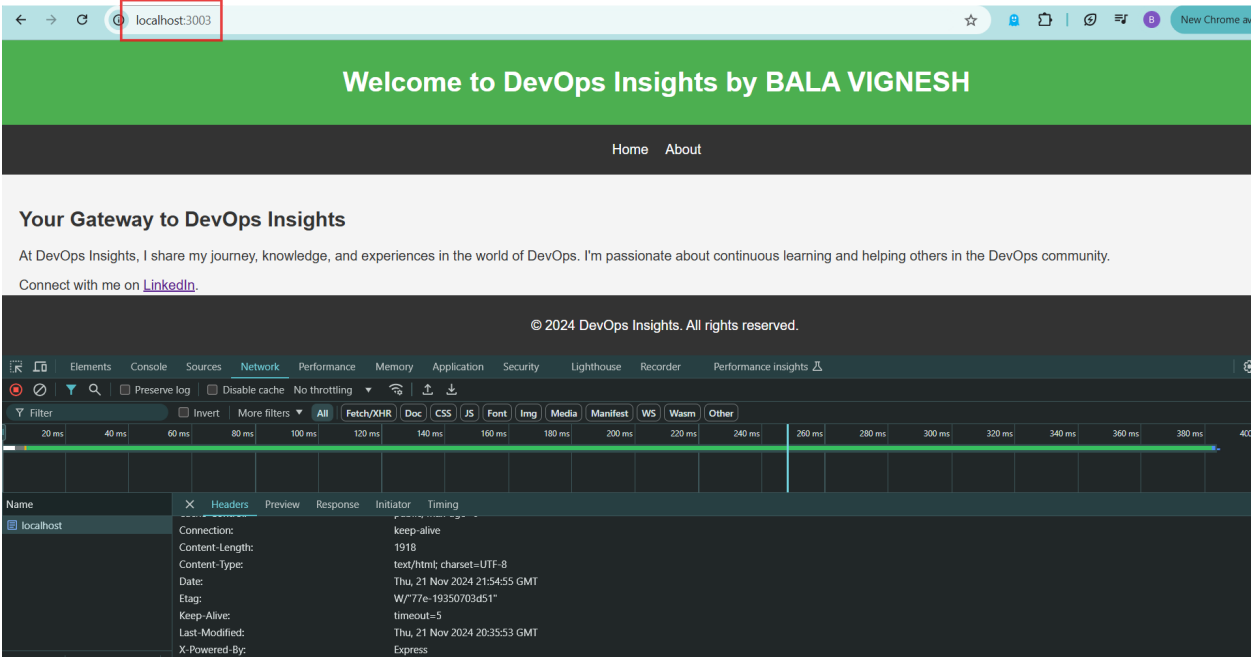 localhost:3003
B
New Chrome av
Welcome to DevOps Insights by BALA VIGNESH
Home About
Your Gateway to DevOps Insights
At DevOps Insights, I share my journey, knowledge, and experiences in the world of DevOps. I'm passionate about continuous learning and helping others in the DevOps community.
Connect with me on LinkedIn.
© 2024 DevOps Insights. All rights reserved.
Elements Console Sources Network Performance Memory Application Security Lighthouse Recorder Performance insights
Preserve log Disable cache No throttling
Filter Invert More filters All Fetch/XHR Doc CSS JS Font Img Media Manifest WS Wasm Other
20 ms 40 ms 60 ms 80 ms 100 ms 120 ms 140 ms 160 ms 180 ms 200 ms 220 ms 240 ms 260 ms 280 ms 300 ms 320 ms 340 ms 360 ms 380 ms 400
Name Headers Preview Response Initiator Timing
localhost
Connection: keep-alive
Content-Length: 1918
Content-Type: text/html; charset=UTF-8
Date: Thu, 21 Nov 2024 21:54:55 GMT
Etag: W/"77e-19350703d51"
Keep-Alive: timeout=5
Last-Modified: Thu, 21 Nov 2024 20:35:53 GMT
X-Powered-By: Express